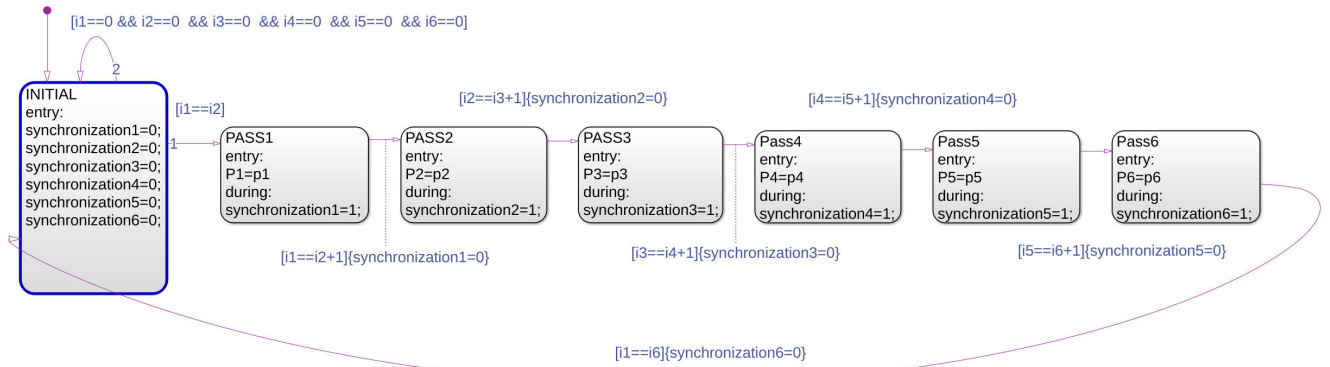 [i1==0 && i2==0  && i3==0  && i4==0  && i5==0  && i6==0]
2
INITIAL
entry:
synchronization1=0;
synchronization2=0;
synchronization3=0;
synchronization4=0;
synchronization5=0;
synchronization6=0;
[i1==i2]
1
PASS1
entry:
P1=p1
during:
synchronization1=1;
[i1==i2+1]{synchronization1=0}
PASS2
entry:
P2=p2
during:
synchronization2=1;
[i2==i3+1]{synchronization2=0}
PASS3
entry:
P3=p3
during:
synchronization3=1;
[i3==i4+1]{synchronization3=0}
Pass4
entry:
P4=p4
during:
synchronization4=1;
[i4==i5+1]{synchronization4=0}
Pass5
entry:
P5=p5
during:
synchronization5=1;
[i5==i6+1]{synchronization5=0}
Pass6
entry:
P6=p6
during:
synchronization6=1;
[i1==i6]{synchronization6=0}